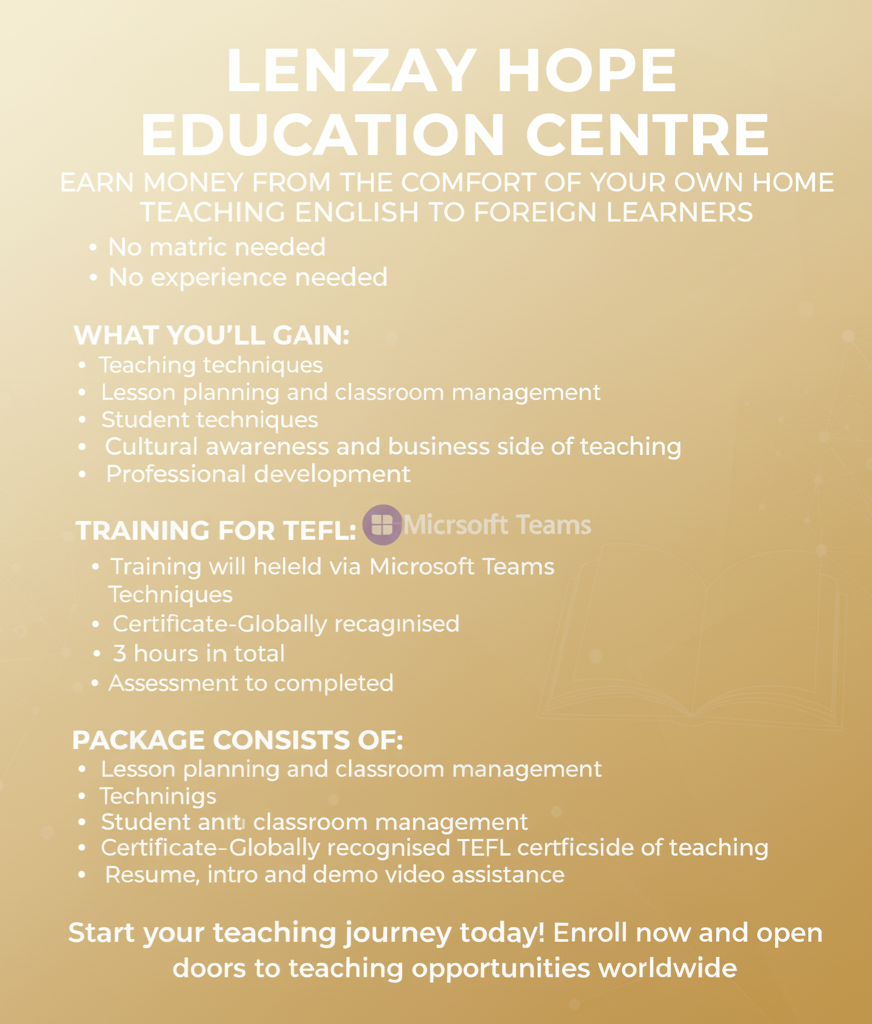 LENZAY HOPE
EDUCATION CENTRE
EARN MONEY FROM THE COMFORT OF YOUR OWN HOME
TEACHING ENGLISH TO FOREIGN LEARNERS
• No matric needed
• No experience needed
WHAT YOU'LL GAIN:
• Teaching techniques
• Lesson planning and classroom management
• Student techniques
• Cultural awareness and business side of teaching
• Professional development
TRAINING FOR TEFL: Micrsorft Teams
• Training will heleld via Microsoft Teams
Techniques
• Certificate-Globally recagınised
• 3 hours in total
• Assessment to completed
PACKAGE CONSISTS OF:
• Lesson planning and classroom management
• Techninigs
• Student classroom management
• Certificate-Globally recognised TEFL certficside of teaching
• Resume, intro and demo video assistance
Start your teaching journey today! Enroll now and open
doors to teaching opportunities worldwide